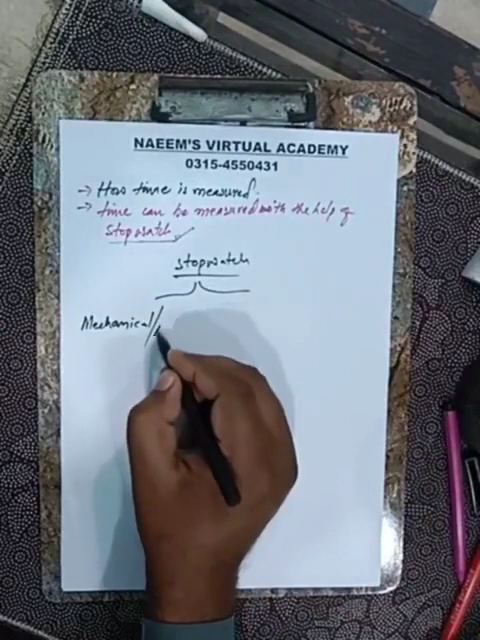 NAEEM'S VIRTUAL ACADEMY
0315-4550431
→ How time is measured.
→ time can be measured with the help of
stopwatch
stopwatch
Mechanical //